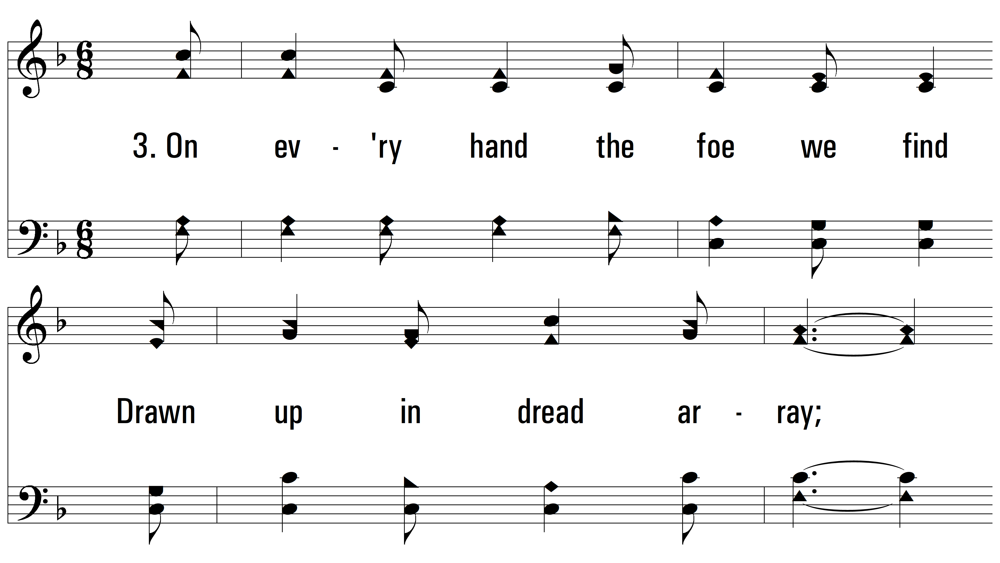 3. On ev - 'ry hand the foe we find
Drawn up in dread ar - ray;